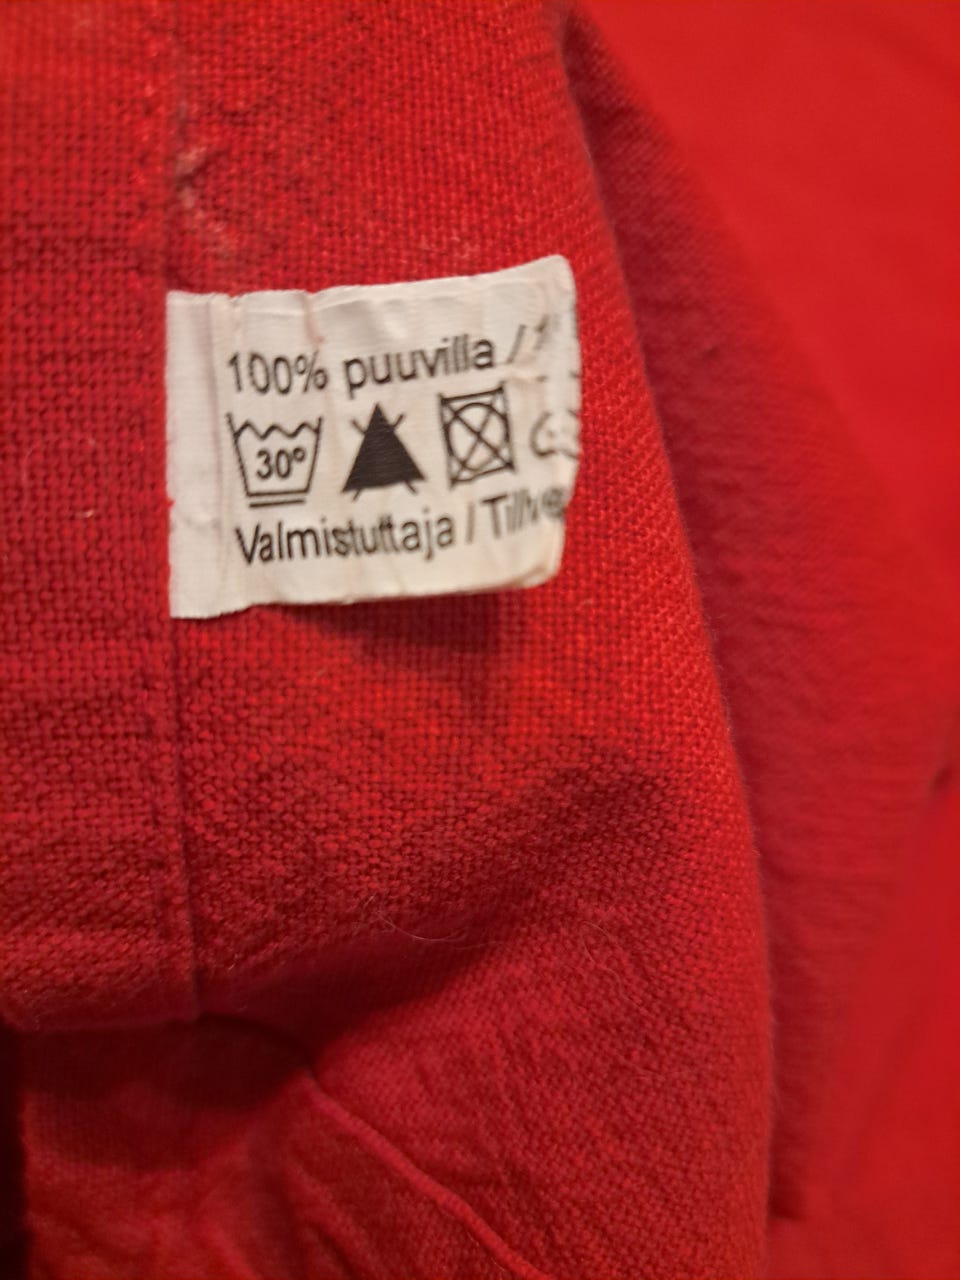 100% puuvilla /
30°
Valmistuttaja /